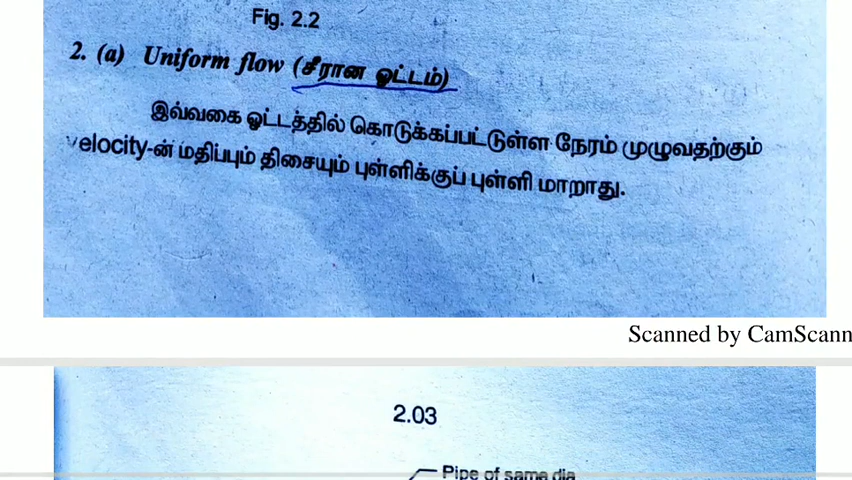 Fig. 2.2
2. (a) Uniform flow (சீரான ஓட்டம்)
இவ்வகை ஓட்டத்தில் கொடுக்கப்பட்டுள்ள நேரம் முழுவதற்கும்
velocity-ன் மதிப்பும் திசையும் புள்ளிக்குப் புள்ளி மாறாது.
Scanned by CamScann
2.03
Pipe of same dia